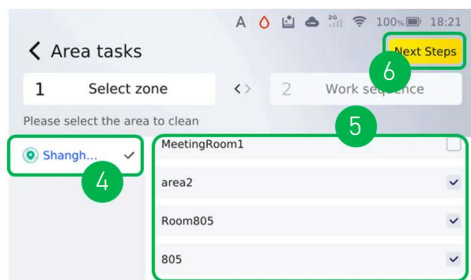 A 2G 100% 18:21
Area tasks
Next Steps
6
1 Select zone <> 2 Work sequence
Please select the area to clean
5
MeetingRoom1
Shangh...
4
area2
Room805
805